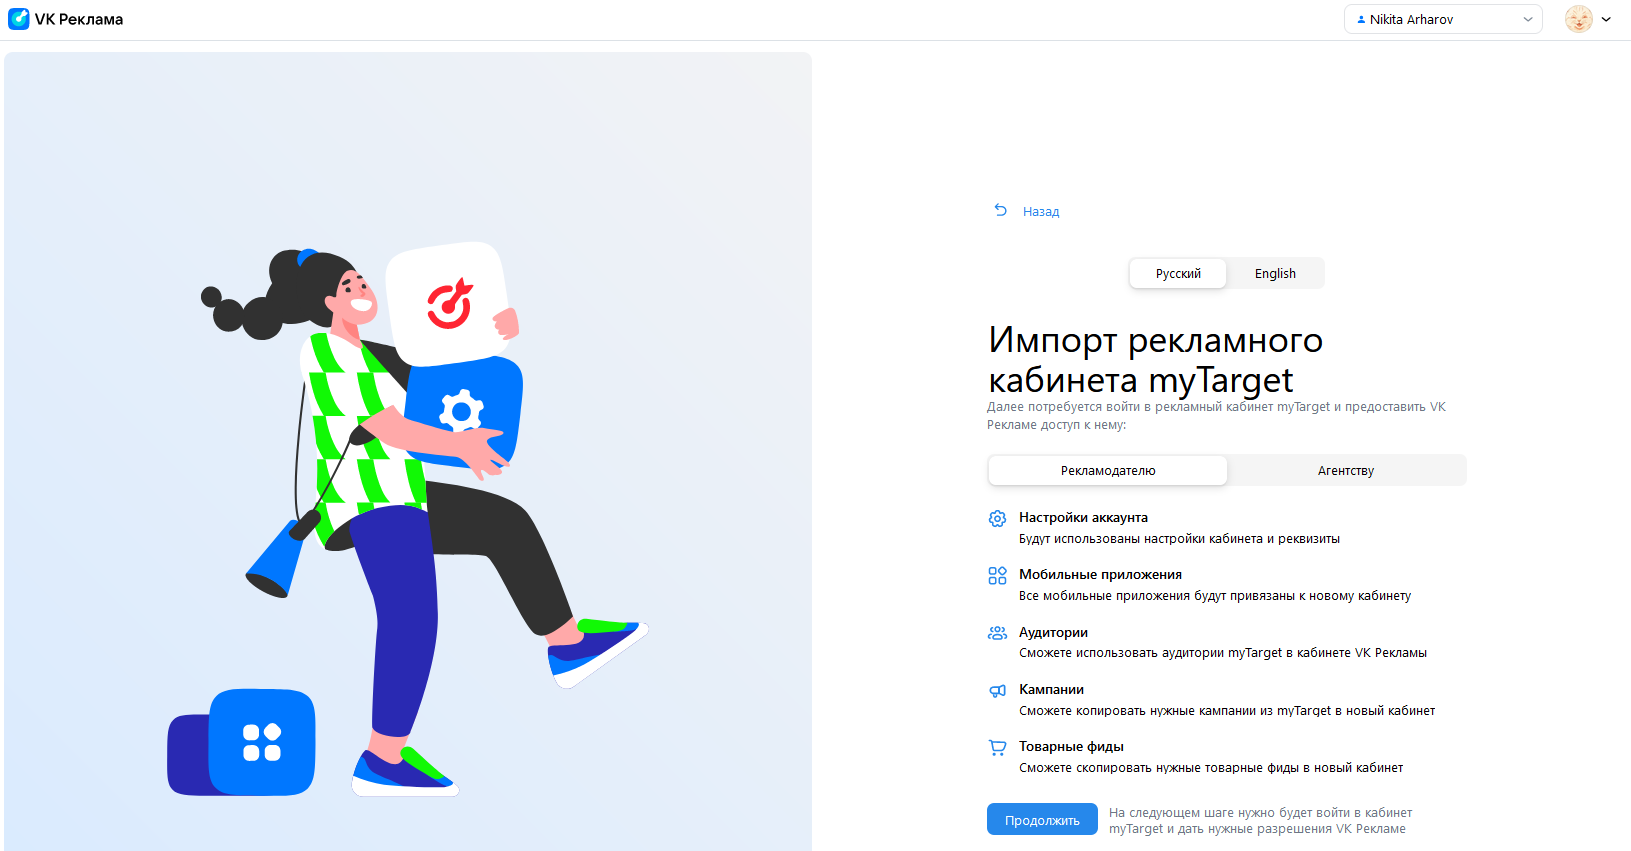 VK Реклама
Nikita Arharov
Назад
Русский
English
Импорт рекламного
кабинета myTarget
Далее потребуется войти в рекламный кабинет myTarget и предоставить VK
Рекламе доступ к нему:
Рекламодателю
Агентству
Настройки аккаунта
Будут использованы настройки кабинета и реквизиты
Мобильные приложения
Все мобильные приложения будут привязаны к новому кабинету
Аудитории
Сможете использовать аудитории myTarget в кабинете VK Рекламы
Кампании
Сможете копировать нужные кампании из myTarget в новый кабинет
Товарные фиды
Сможете скопировать нужные товарные фиды в новый кабинет
Продолжить
На следующем шаге нужно будет войти в кабинет
myTarget и дать нужные разрешения VK Рекламе